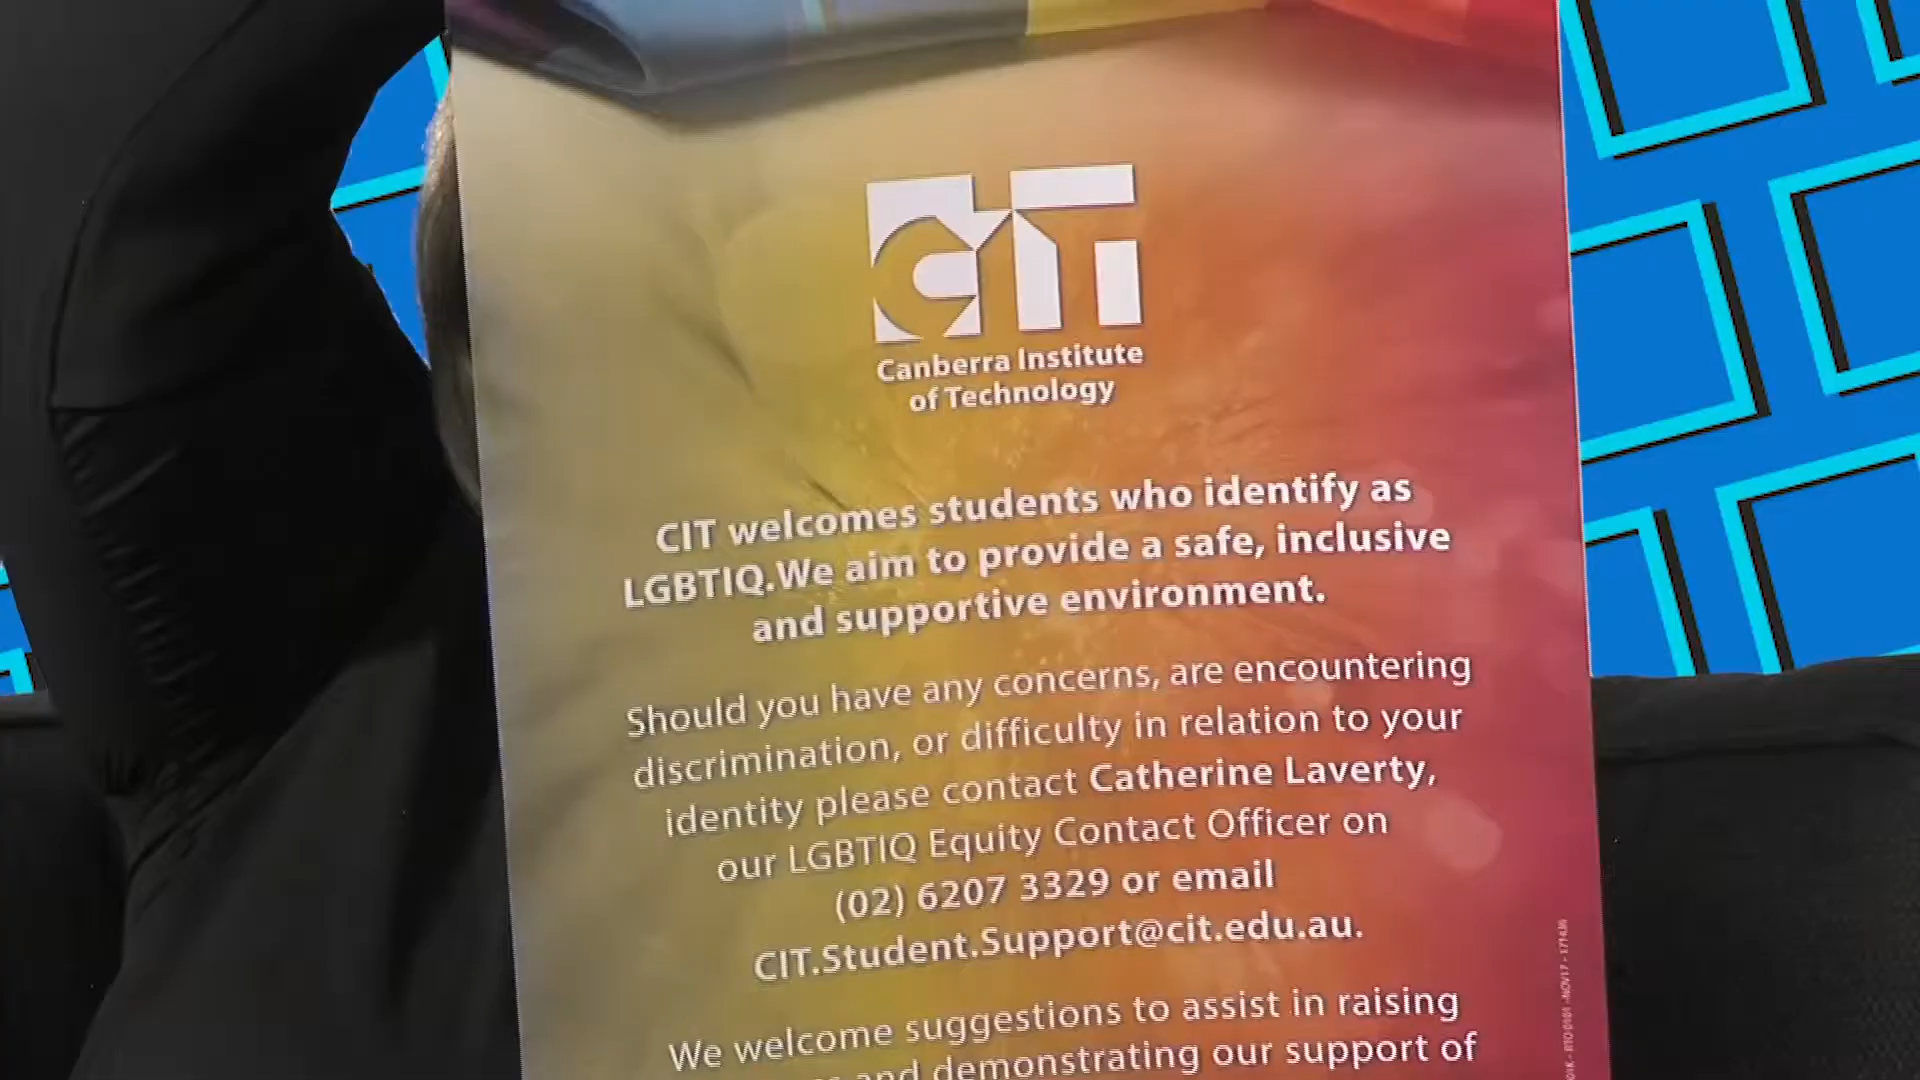 CIT
Canberra Institute
of Technology
CIT welcomes students who identify as
LGBTIQ.We aim to provide a safe, inclusive
and supportive environment.
Should you have any concerns, are encountering
discrimination, or difficulty in relation to your
identity please contact Catherine Laverty,
our LGBTIQ Equity Contact Officer on
(02) 6207 3329 or email
CIT.Student.Support@cit.edu.au.
We welcome suggestions to assist in raising
and demonstrating our support of